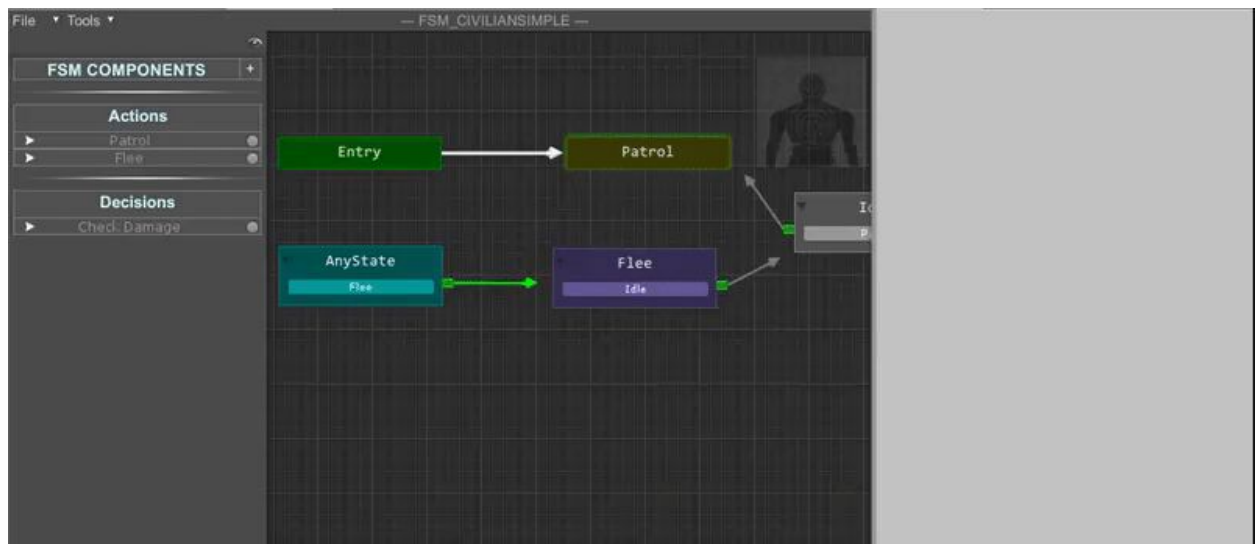 File ▼ Tools ▼
— FSM_CIVILIANSIMPLE —
FSM COMPONENTS +
Actions
Patrol
Flee
Decisions
Check Damage
Entry
Patrol
AnyState
Flee
Flee
Idle